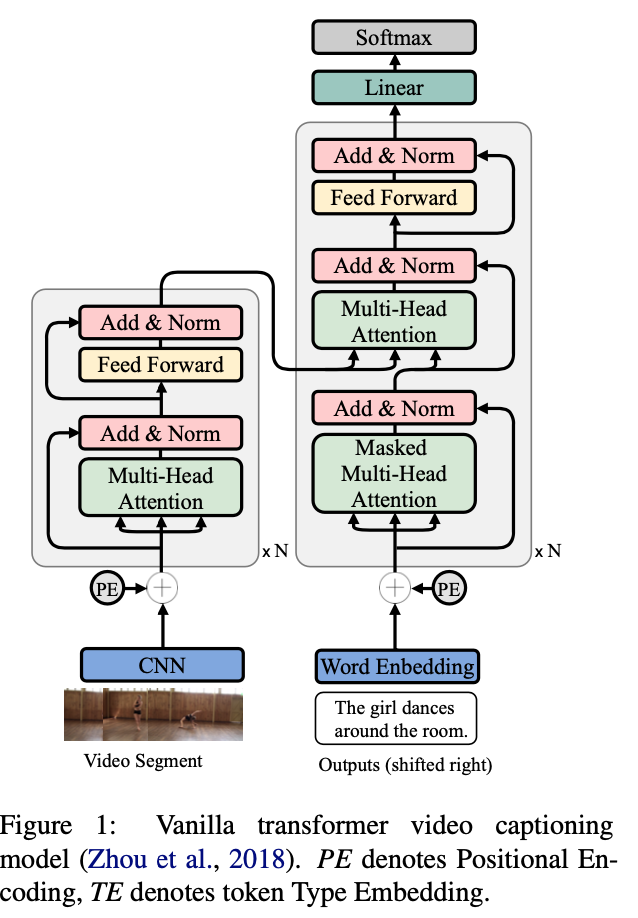 Softmax
Linear
Add & Norm
Feed Forward
Add & Norm
Multi-Head
Attention
Add & Norm
Masked
Multi-Head
Attention
x N
PE
Word Enbedding
The girl dances
around the room.
Outputs (shifted right)
Add & Norm
Feed Forward
Add & Norm
Multi-Head
Attention
x N
PE
CNN
Video Segment
Figure 1: Vanilla transformer video captioning
model (Zhou et al., 2018). PE denotes Positional En-
coding, TE denotes token Type Embedding.